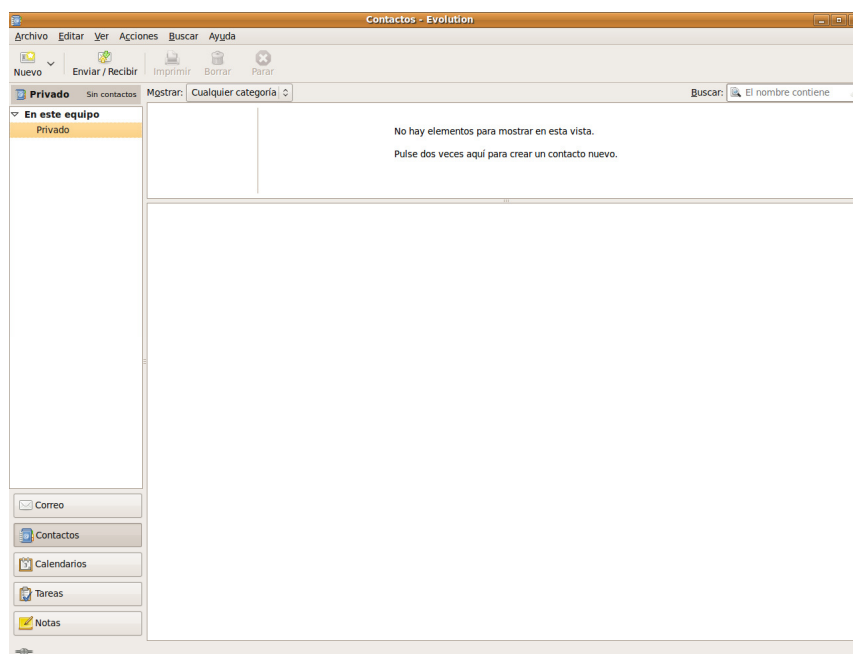 Contactos - Evolution
Archivo Editar Ver Acciones Buscar Ayuda
Nuevo Enviar / Recibir Imprimir Borrar Parar
Privado Sin contactos Mostrar: Cualquier categoría Buscar: El nombre contiene
En este equipo
Privado
No hay elementos para mostrar en esta vista.
Pulse dos veces aquí para crear un contacto nuevo.
Correo
Contactos
Calendarios
Tareas
Notas